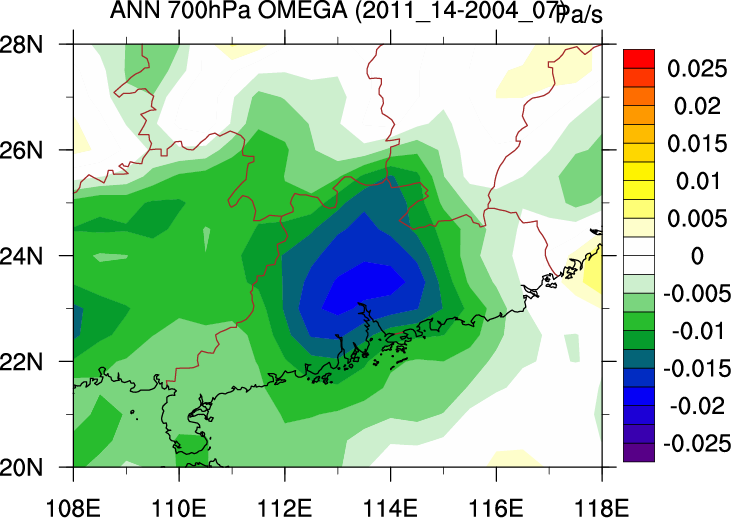 ANN 700hPa OMEGA (2011_14-2004_07) Pa/s
28N
26N
24N
22N
20N
108E 110E 112E 114E 116E 118E
0.025
0.02
0.015
0.01
0.005
0
-0.005
-0.01
-0.015
-0.02
-0.025